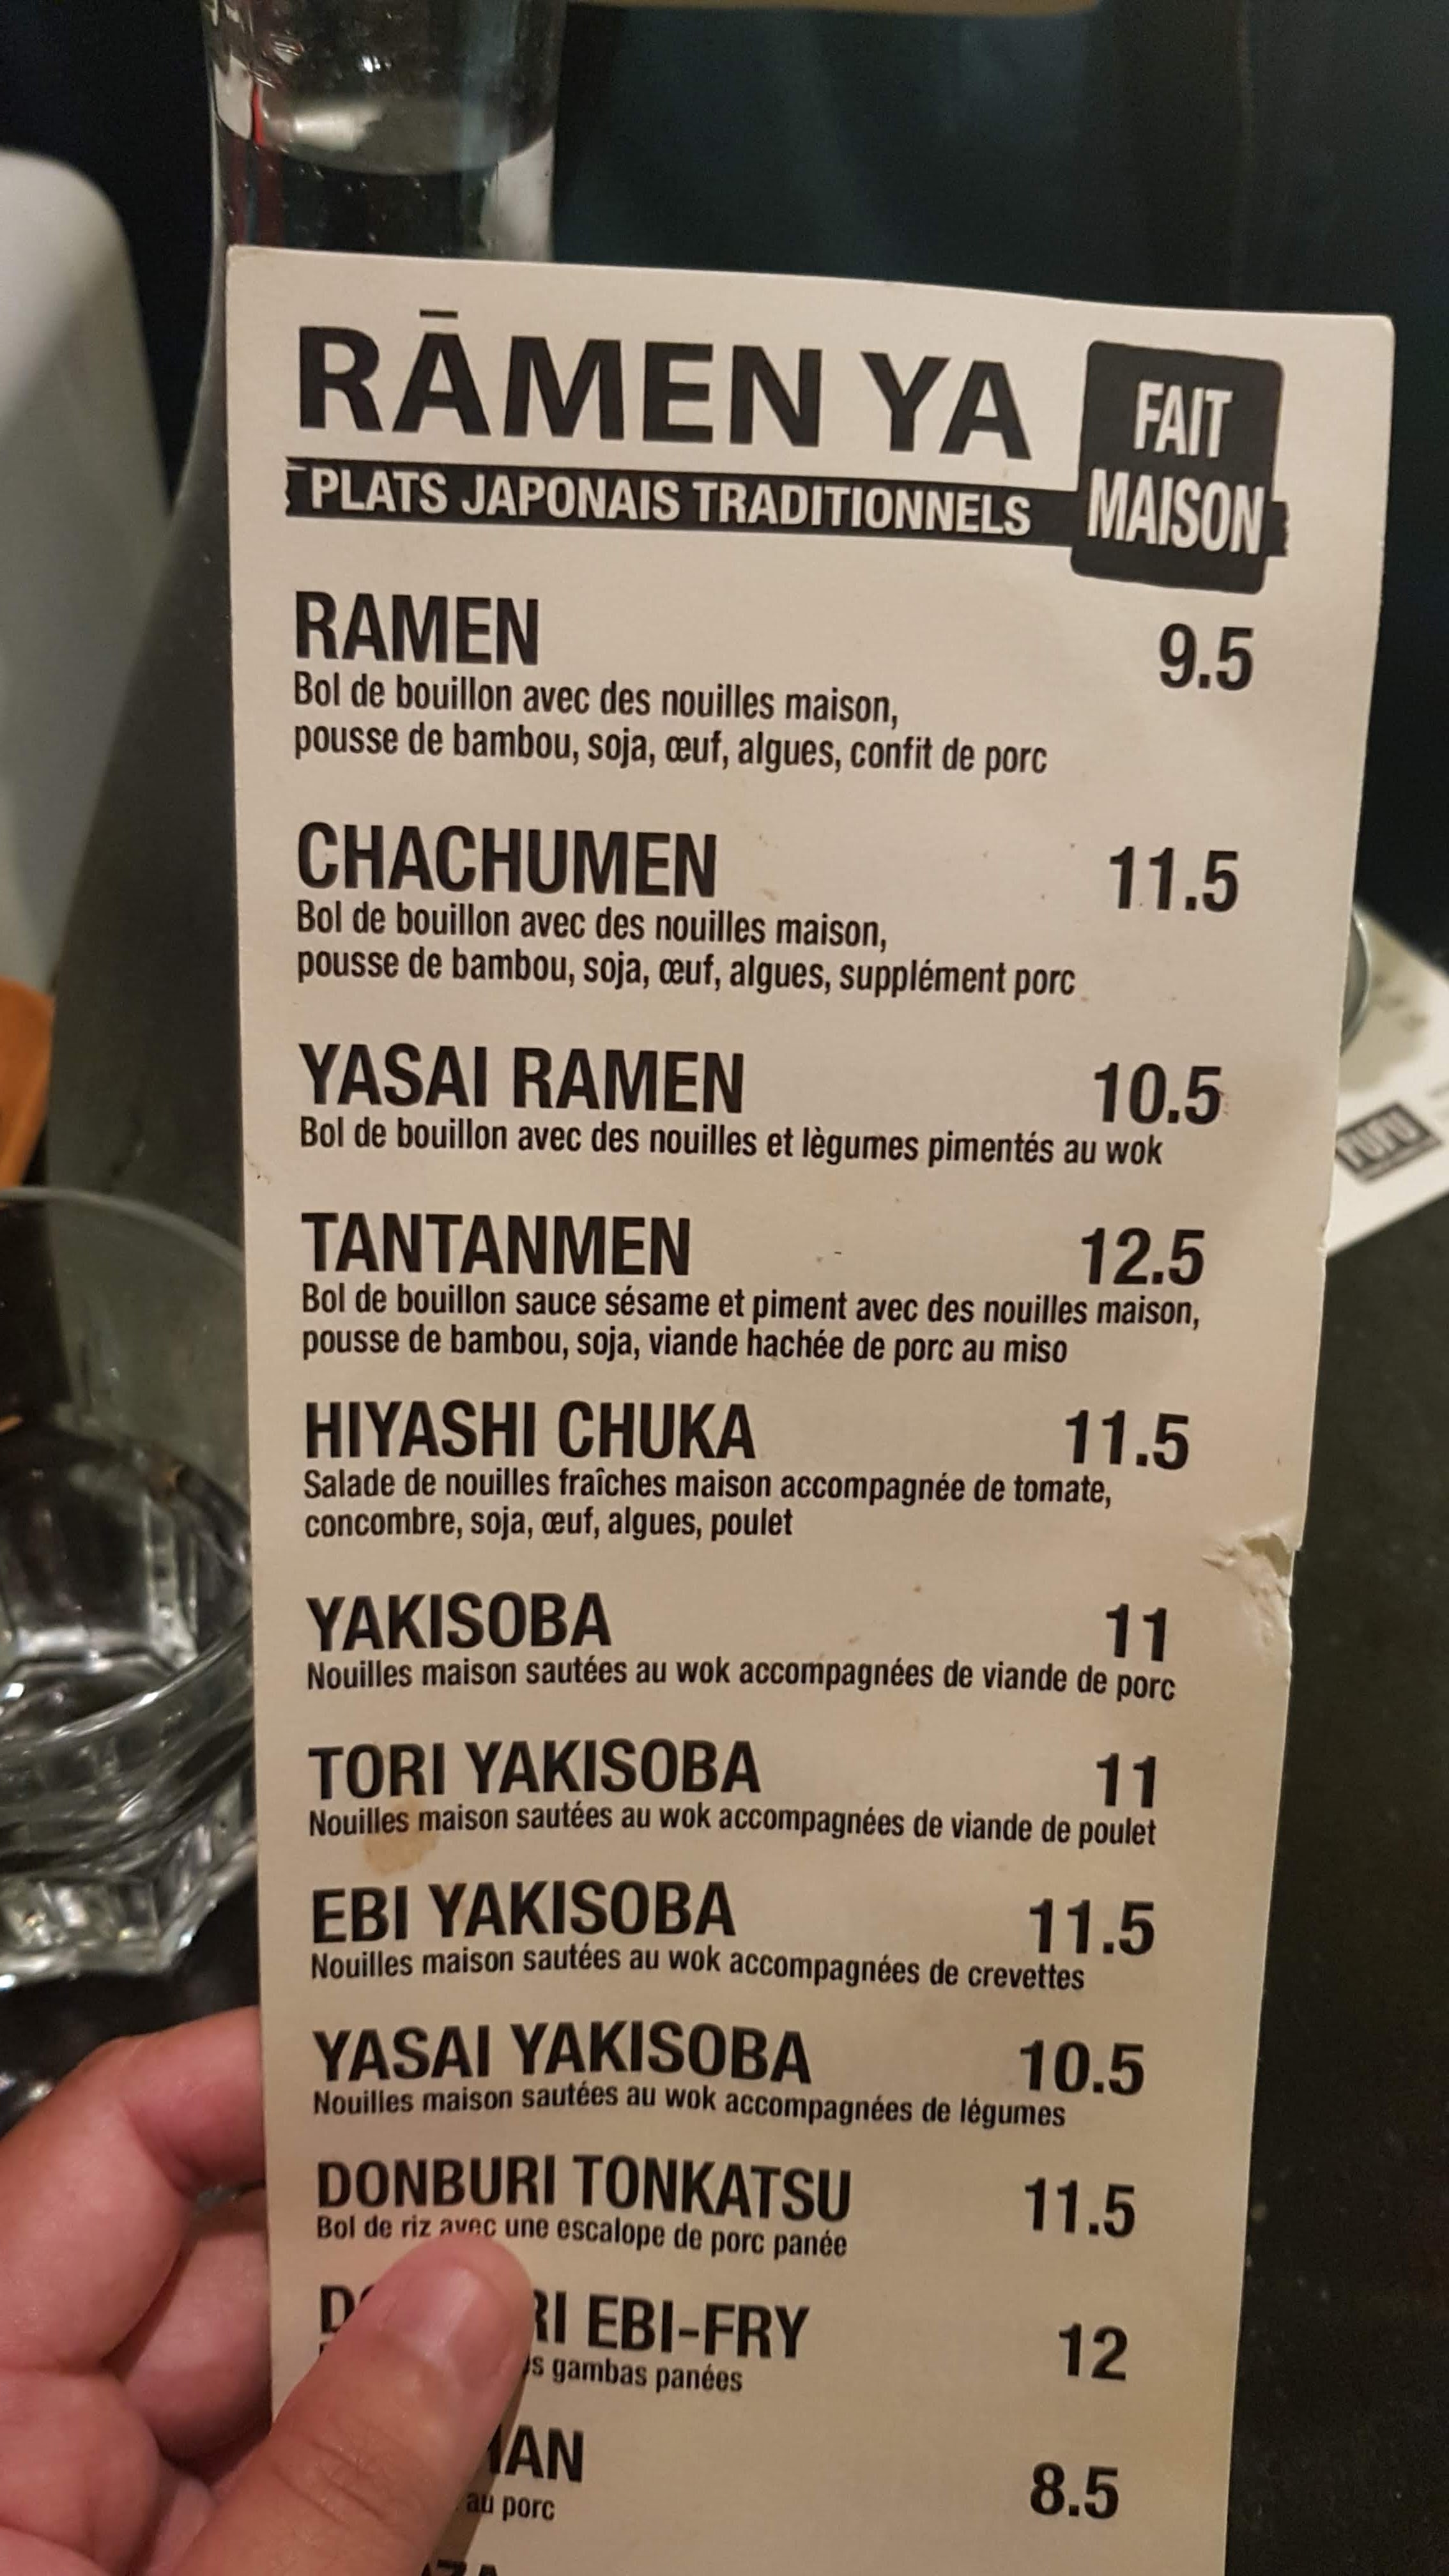 RĀMEN YA
FAIT
MAISON
PLATS JAPONAIS TRADITIONNELS
RAMEN 9.5
Bol de bouillon avec des nouilles maison,
pousse de bambou, soja, œuf, algues, confit de porc
CHACHUMEN 11.5
Bol de bouillon avec des nouilles maison,
pousse de bambou, soja, œuf, algues, supplément porc
YASAI RAMEN 10.5
Bol de bouillon avec des nouilles et lègumes pimentés au wok
TANTANMEN 12.5
Bol de bouillon sauce sésame et piment avec des nouilles maison,
pousse de bambou, soja, viande hachée de porc au miso
HIYASHI CHUKA 11.5
Salade de nouilles fraîches maison accompagnée de tomate,
concombre, soja, œuf, algues, poulet
YAKISOBA 11
Nouilles maison sautées au wok accompagnées de viande de porc
TORI YAKISOBA 11
Nouilles maison sautées au wok accompagnées de viande de poulet
EBI YAKISOBA 11.5
Nouilles maison sautées au wok accompagnées de crevettes
YASAI YAKISOBA 10.5
Nouilles maison sautées au wok accompagnées de légumes
DONBURI TONKATSU 11.5
Bol de riz avec une escalope de porc panée
EBI-FRY 12
gambas panées
8.5
au porc